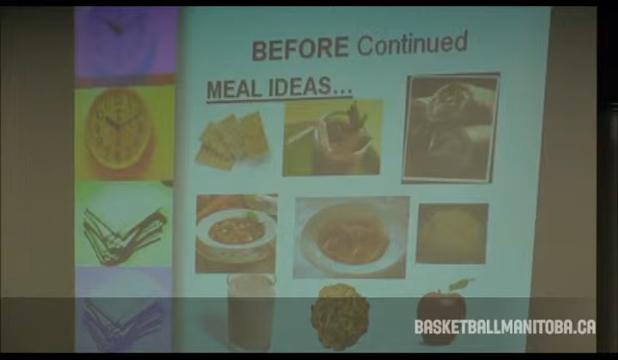 BEFORE Continued
MEAL IDEAS...
BASKETBALLMANITOBA.CA